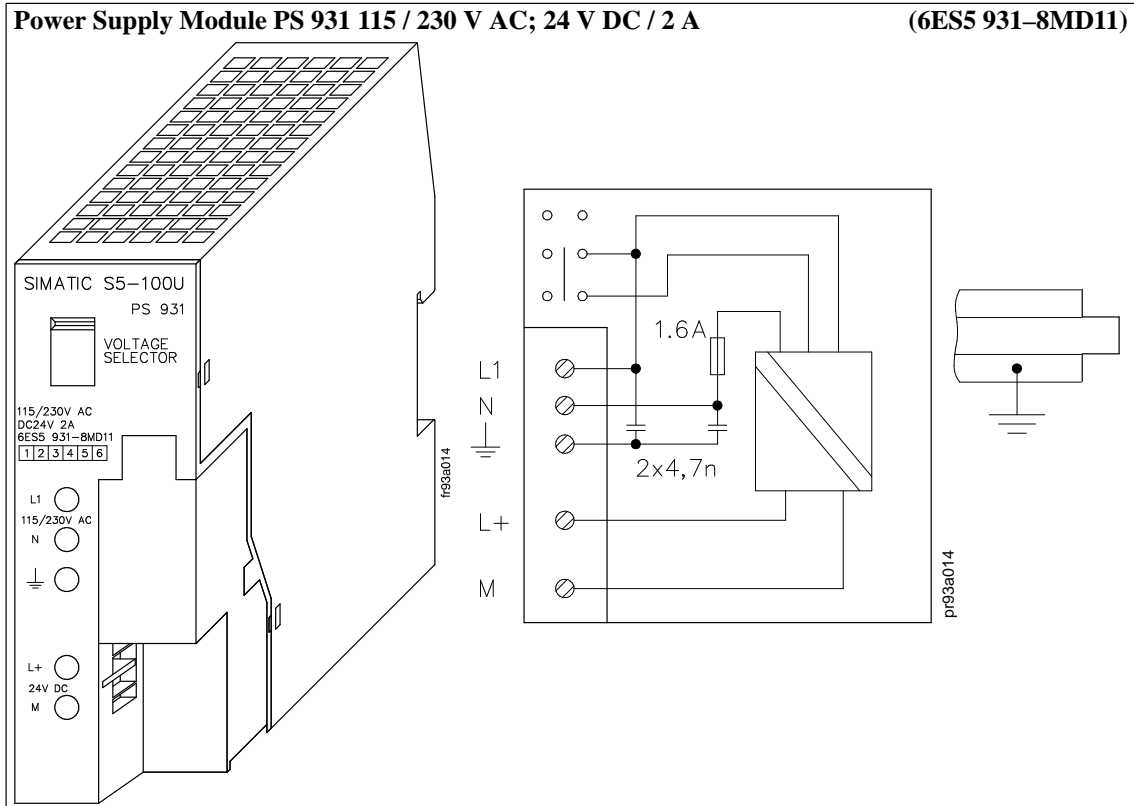 Power Supply Module PS 931 115 / 230 V AC; 24 V DC / 2 A (6ES5 931–8MD11)
SIMATIC S5–100U
PS 931
VOLTAGE
SELECTOR
115/230V AC
DC24V 2A
6ES5 931–8MD11
1 2 3 4 5 6
L1
115/230V AC
N
L+
24V DC
M
fr93a014
1.6A
L1
N
2x4,7n
L+
M
pr93a014